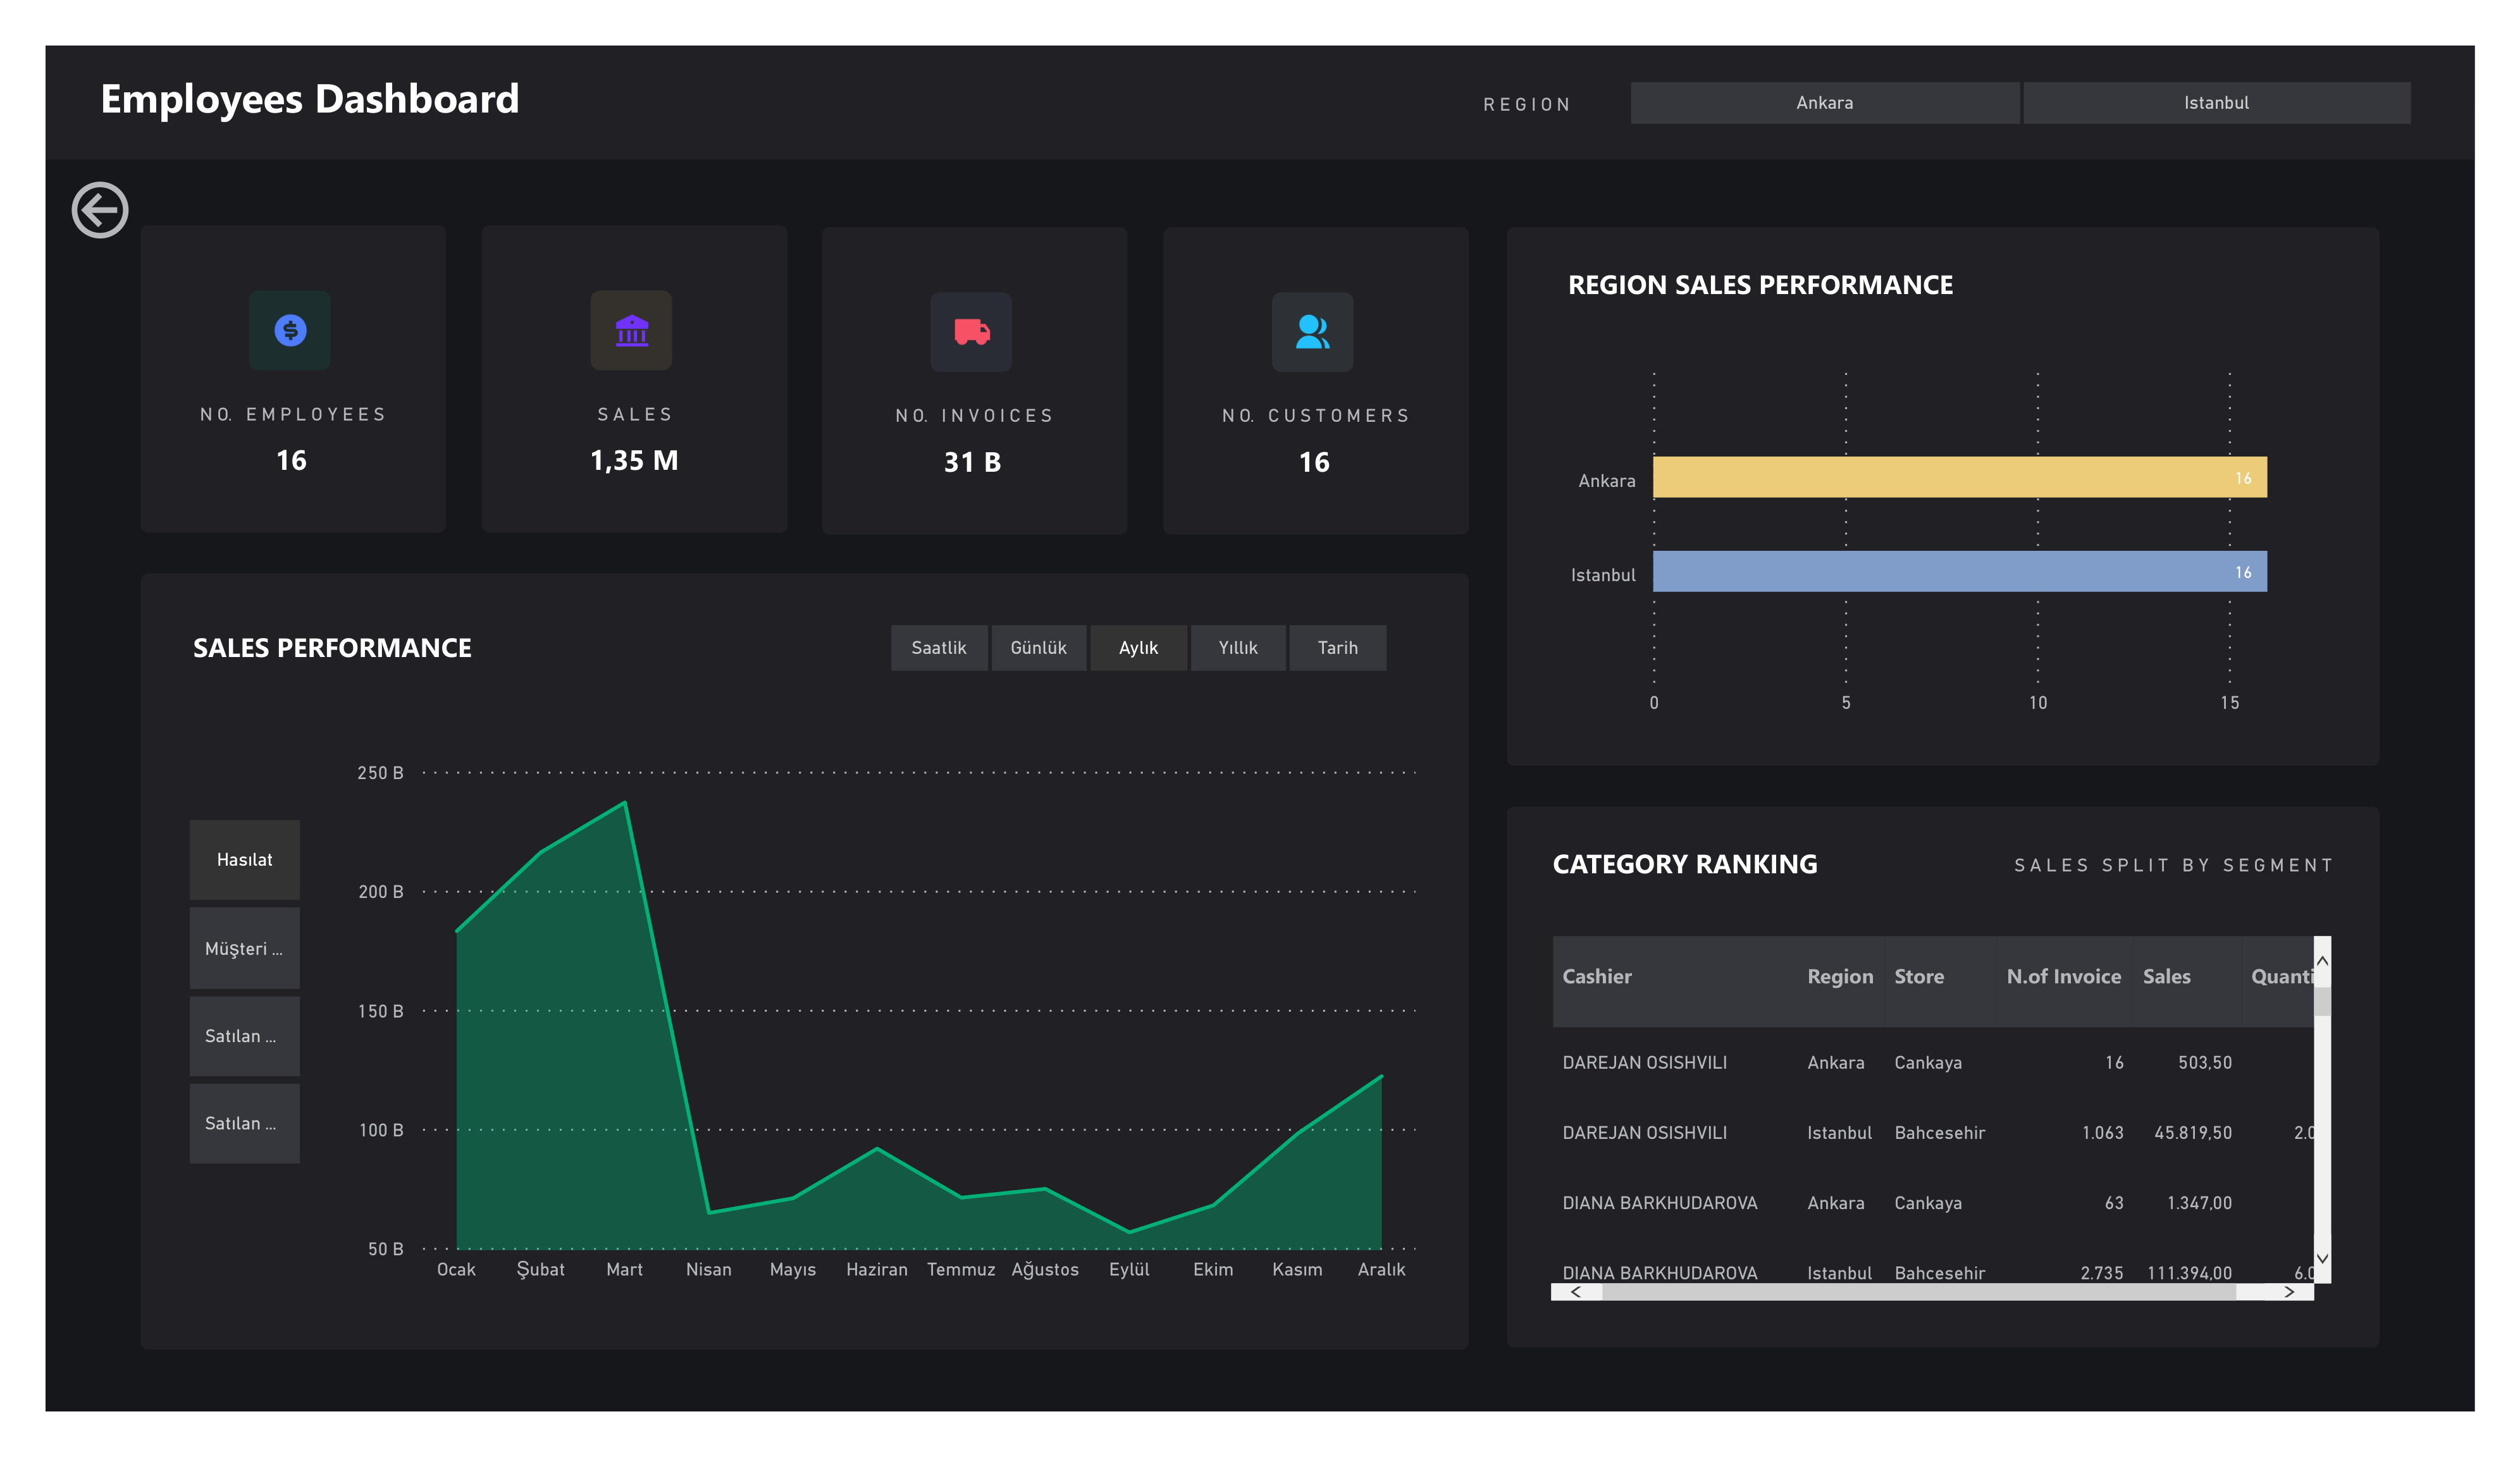 Employees Dashboard
REGION
Ankara
Istanbul
NO. EMPLOYEES
16
SALES
1,35 M
NO. INVOICES
31 B
NO. CUSTOMERS
16
REGION SALES PERFORMANCE
Ankara
16
Istanbul
16
0 5 10 15
SALES PERFORMANCE
Saatlik Günlük Aylık Yıllık Tarih
Hasılat
Müşteri ...
Satılan ...
Satılan ...
250 B
200 B
150 B
100 B
50 B
Ocak Şubat Mart Nisan Mayıs Haziran Temmuz Ağustos Eylül Ekim Kasım Aralık
CATEGORY RANKING
SALES SPLIT BY SEGMENT
Cashier Region Store N.of Invoice Sales Quanti
DAREJAN OSISHVILI Ankara Cankaya 16 503,50
DAREJAN OSISHVILI Istanbul Bahcesehir 1.063 45.819,50 2.0
DIANA BARKHUDAROVA Ankara Cankaya 63 1.347,00
DIANA BARKHUDAROVA Istanbul Bahcesehir 2.735 111.394,00 6.0